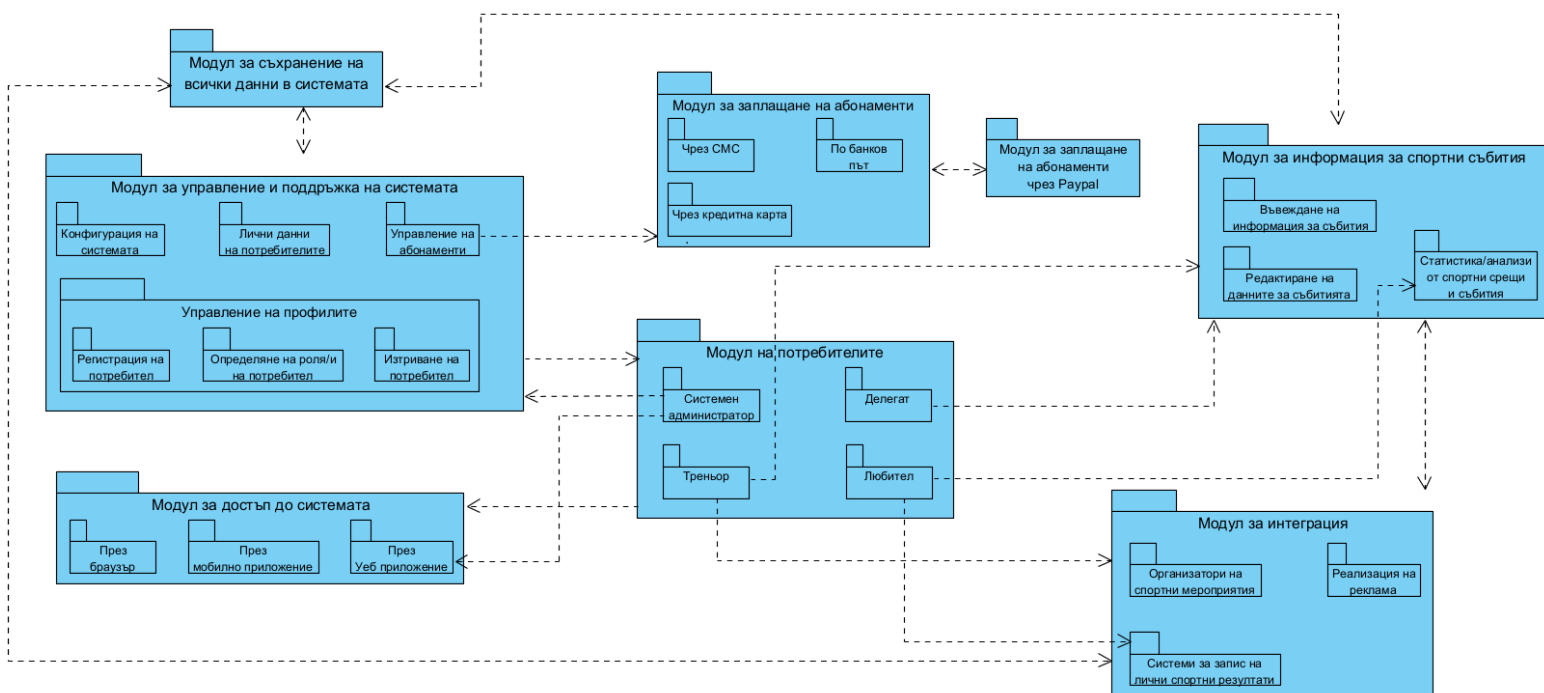 Модул за съхранение на
всички данни в системата
Модул за заплащане на абонаменти
Чрез СМС
По банков
път
Чрез кредитна карта
Модул за заплащане
на абонаменти
чрез Paypal
Модул за информация за спортни събития
Въвеждане на
информация за събития
Редактиране на
данните за събитията
Статистика/анализи
от спортни срещи
и събития
Модул за управление и поддръжка на системата
Конфигурация на
системата
Лични данни
на потребителите
Управление на
абонаменти
Управление на профилите
Регистрация на
потребител
Определяне на роля/и
на потребител
Изтриване на
потребител
Модул на потребителите
Системен
администратор
Делегат
Треньор
Любител
Модул за достъп до системата
През
браузър
През
мобилно приложение
През
Уеб приложение
Модул за интеграция
Организатори на
спортни мероприятия
Реализация на
реклама
Системи за запис на
лични спортни резултати